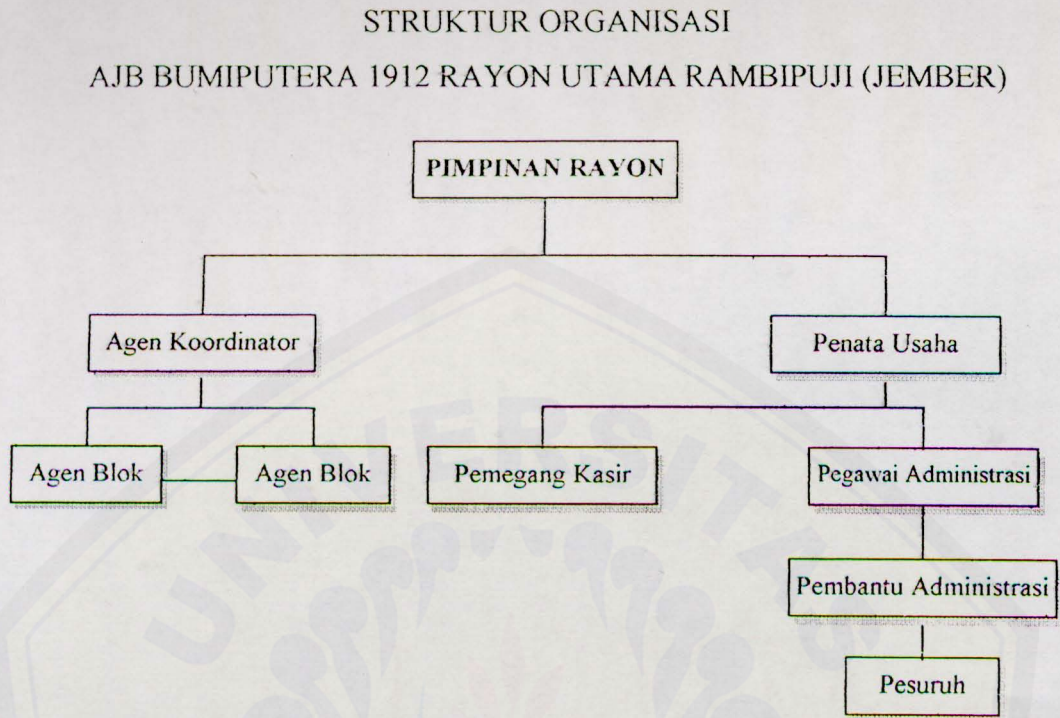 STRUKTUR ORGANISASI
AJB BUMIPUTERA 1912 RAYON UTAMA RAMBIPUJI (JEMBER)
PIMPINAN RAYON
Agen Koordinator
Penata Usaha
Agen Blok
Agen Blok
Pemegang Kasir
Pegawai Administrasi
Pembantu Administrasi
Pesuruh
UNIVERSITAS